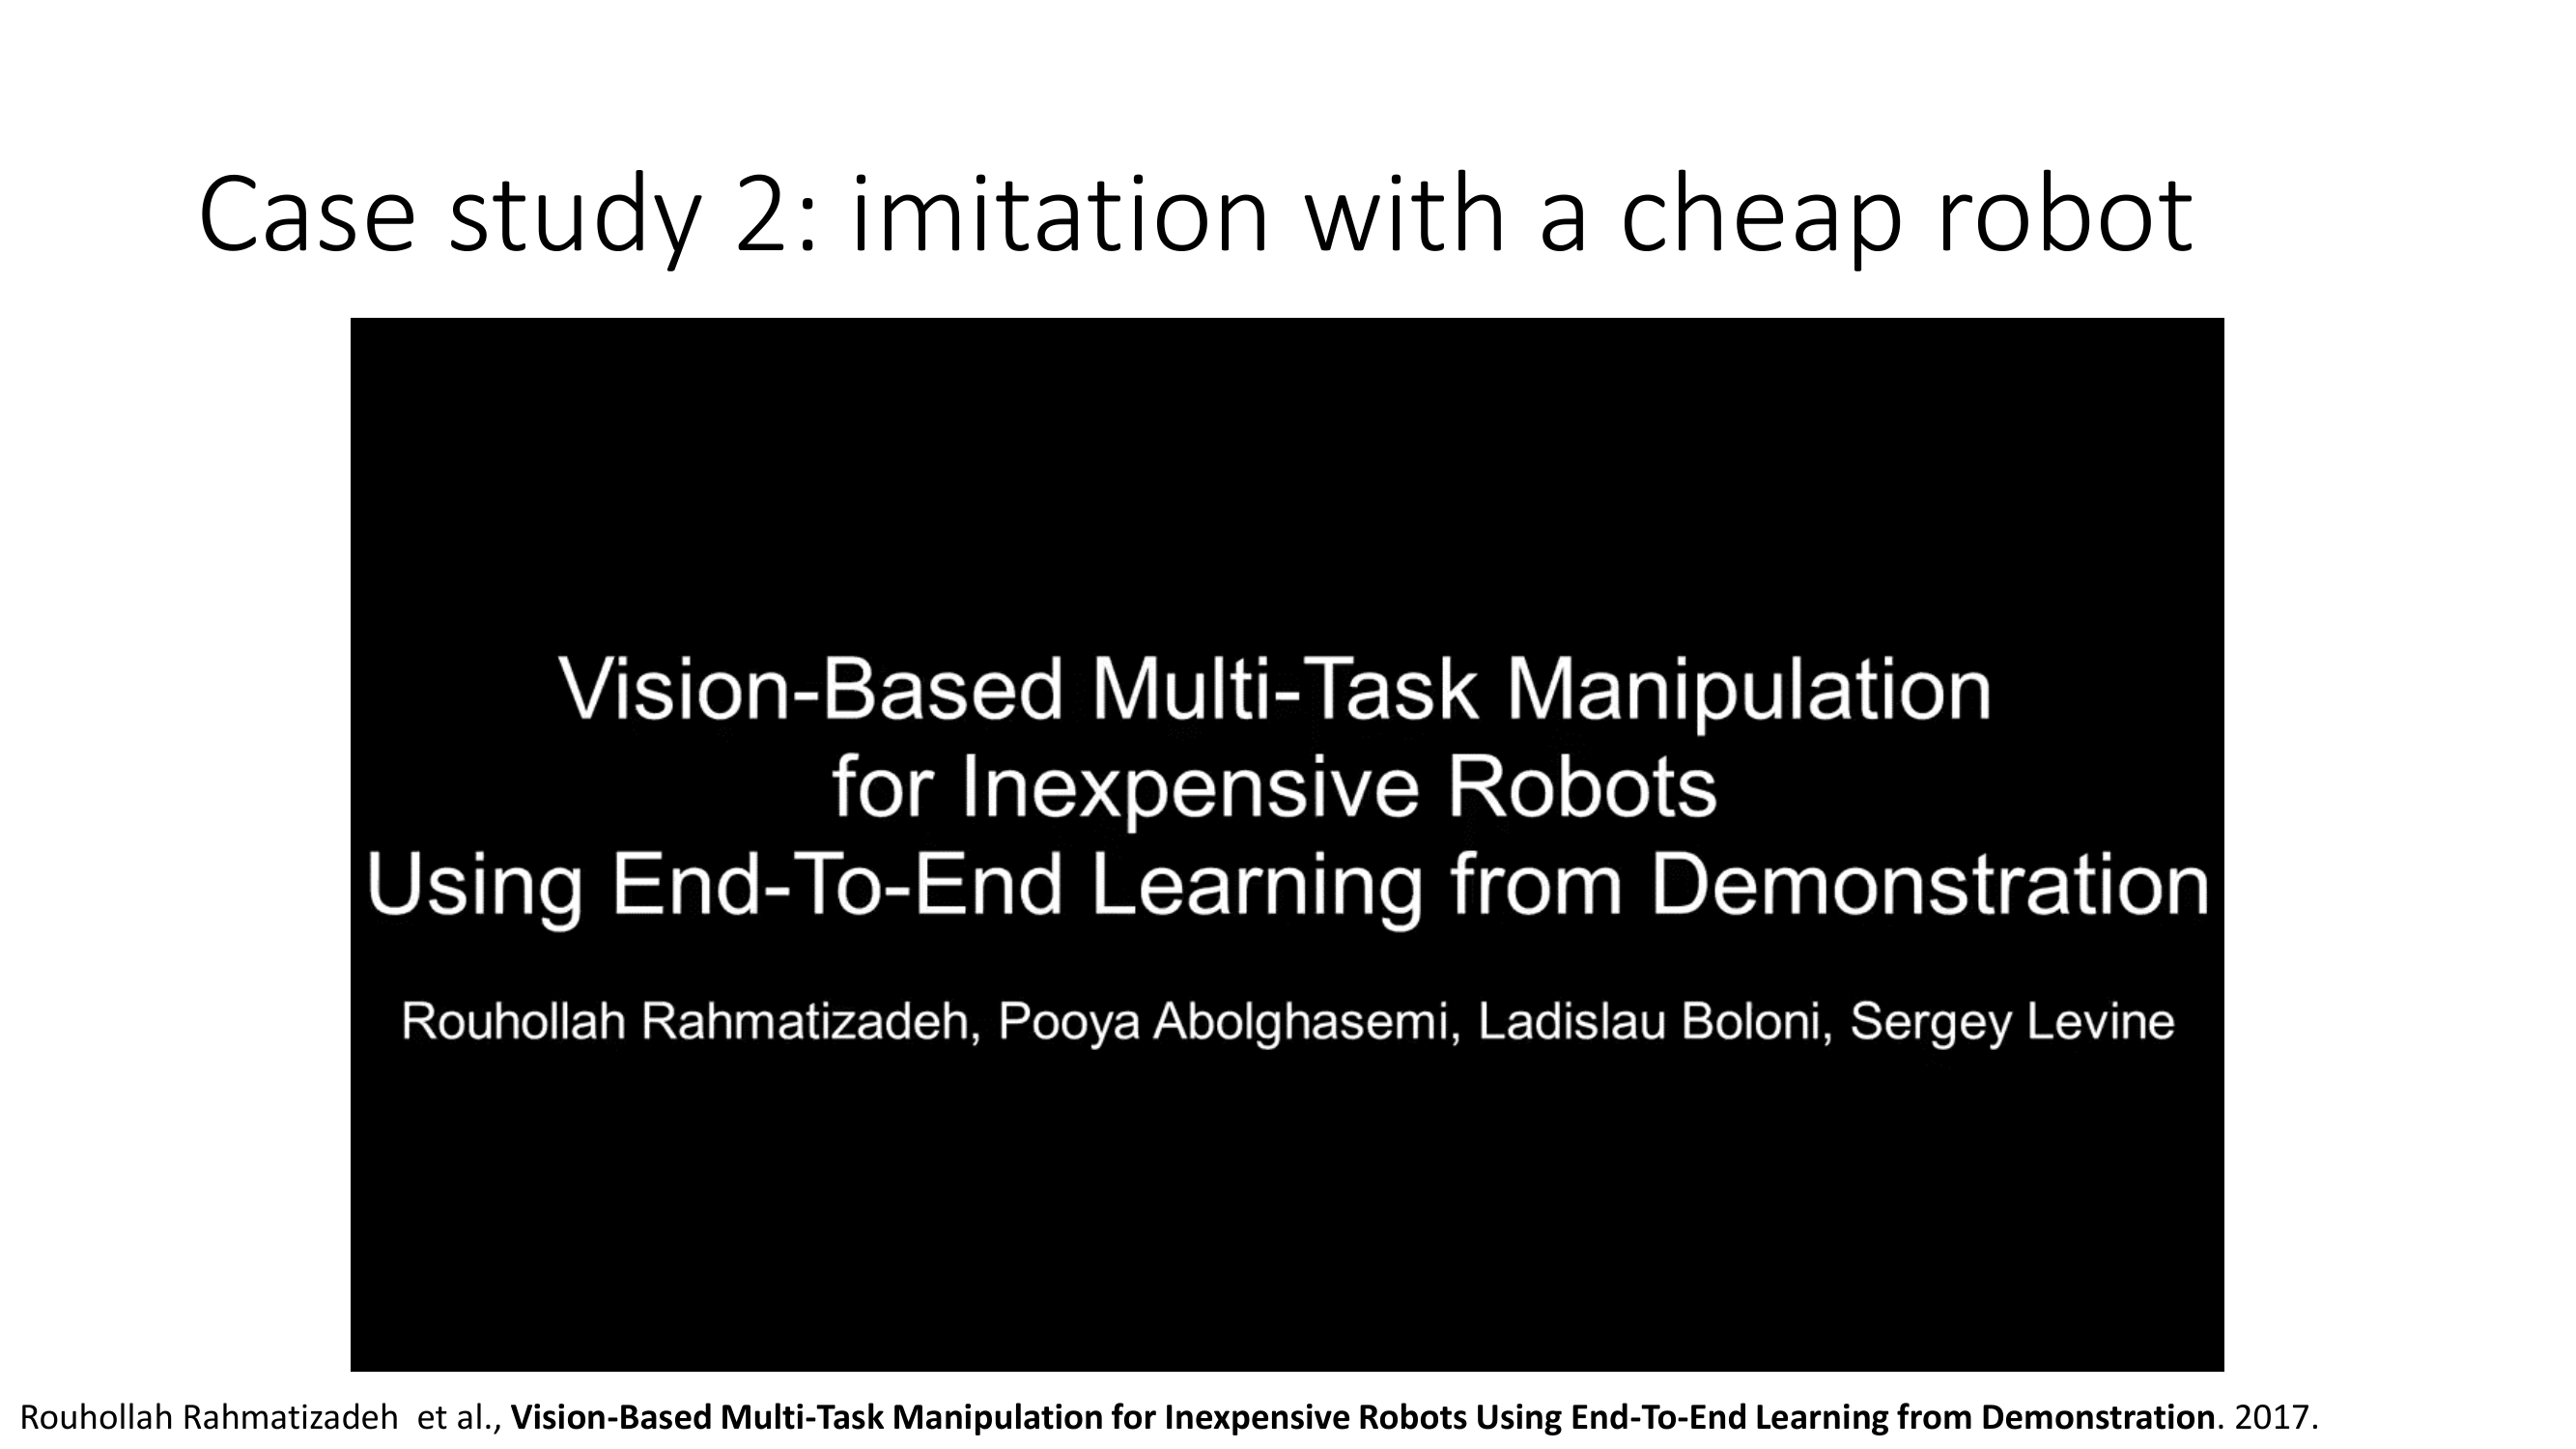 Case study 2: imitation with a cheap robot
Vision-Based Multi-Task Manipulation
for Inexpensive Robots
Using End-To-End Learning from Demonstration
Rouhollah Rahmatizadeh, Pooya Abolghasemi, Ladislau Boloni, Sergey Levine
Rouhollah Rahmatizadeh et al., Vision-Based Multi-Task Manipulation for Inexpensive Robots Using End-To-End Learning from Demonstration. 2017.